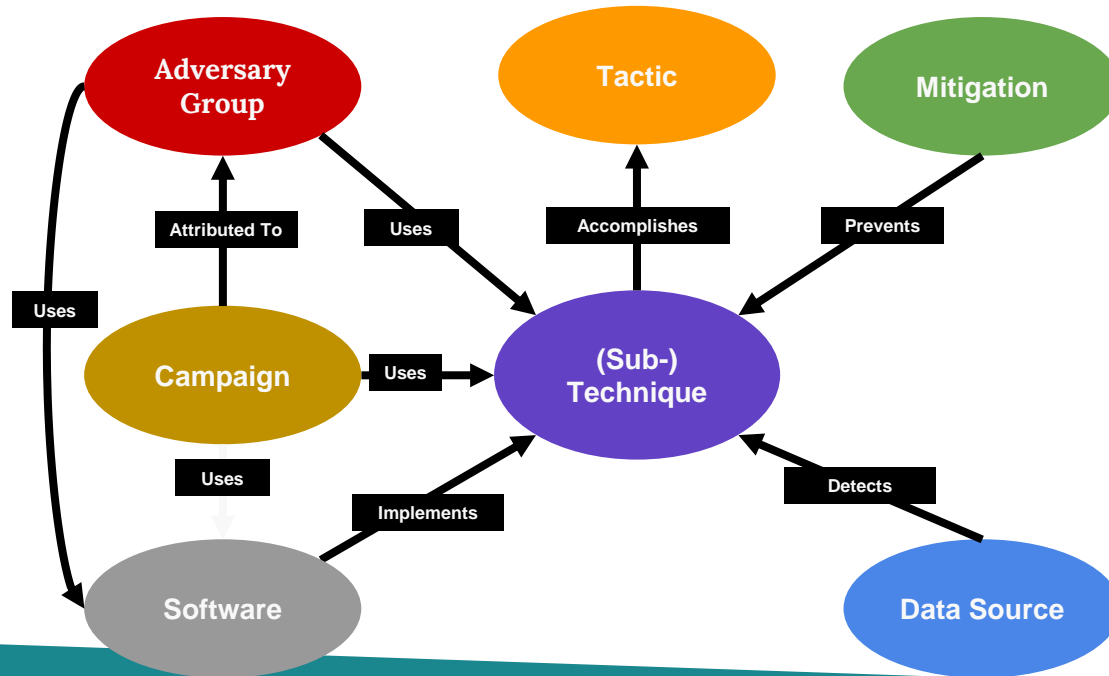 Adversary
Group
Tactic
Mitigation
Attributed To
Uses
Accomplishes
Prevents
Uses
Campaign
Uses
(Sub-)
Technique
Uses
Implements
Detects
Software
Data Source